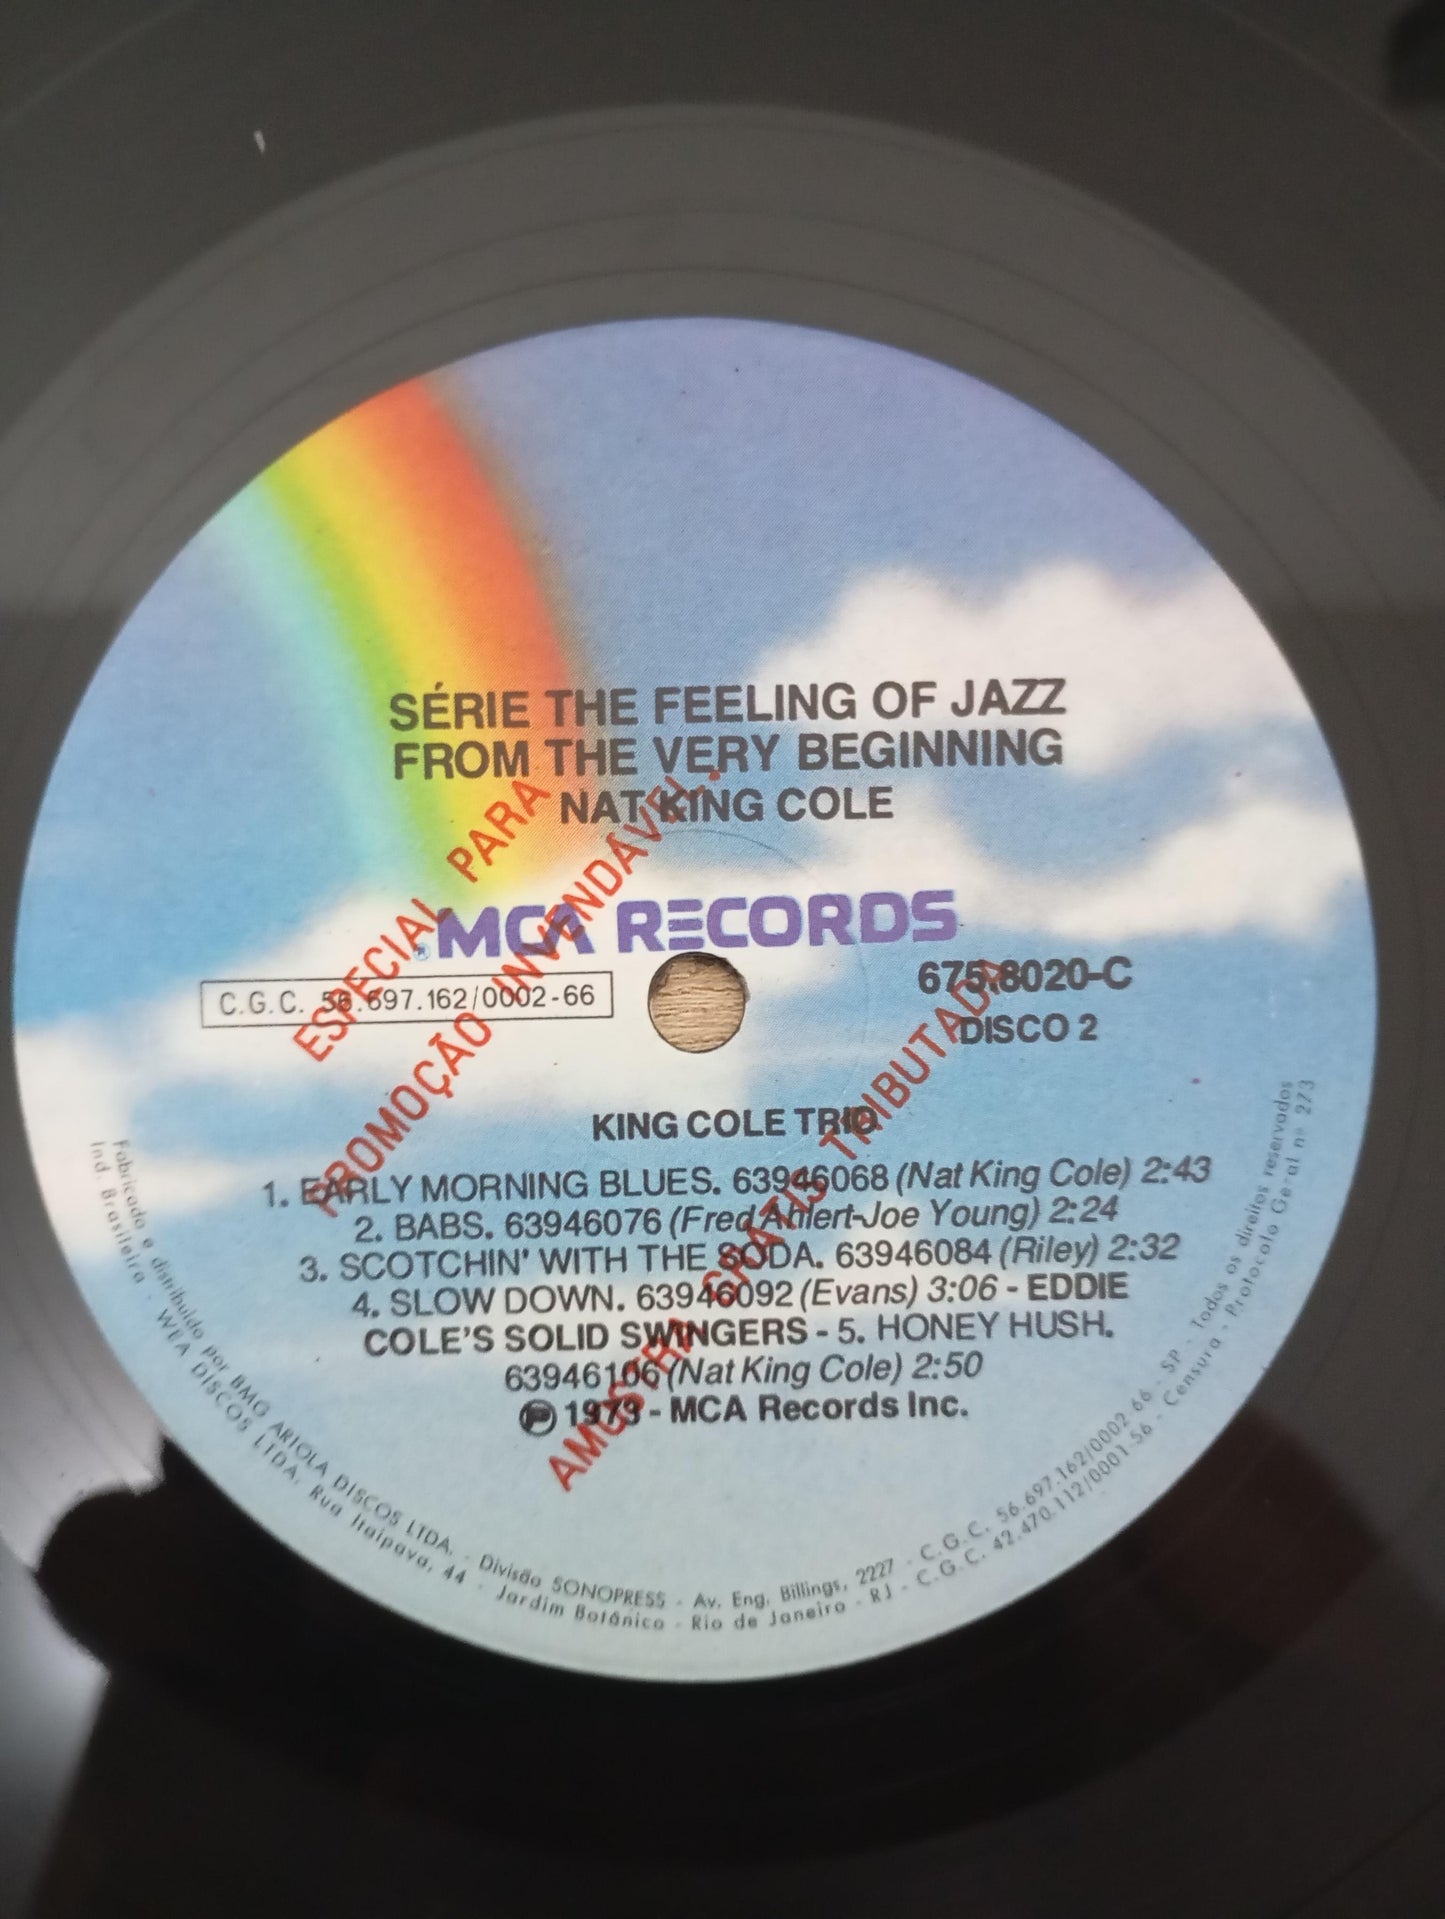 SÉRIE THE FEELING OF JAZZ
FROM THE VERY BEGINNING
NAT KING COLE
MCA RECORDS
®
C.G.C. 56.697.162/0002-66
675.8020-C
DISCO 2
KING COLE TRIO
1. EARLY MORNING BLUES. 63946068 (Nat King Cole) 2:43
2. BABS. 63946076 (Fred Ahlert-Joe Young) 2:24
3. SCOTCHIN' WITH THE SODA. 63946084 (Riley) 2:32
4. SLOW DOWN. 63946092 (Evans) 3:06 - EDDIE
COLE'S SOLID SWINGERS - 5. HONEY HUSH.
63946106 (Nat King Cole) 2:50
℗ 1973 - MCA Records Inc.
ESPECIAL PARA
PROMOÇÃO INVENDÁVEL.
AMOSTRA GRATIS TRIBUTADA
Fabricado e distribuído por BMG ARIOLA DISCOS LTDA. - Divisão SONOPRESS - Av. Eng. Billings, 2227 - C.G.C. 56.697.162/0002-66 - SP - Todos os direitos reservados
Ind. Brasileira - WEA DISCOS LTDA. Rua Itaipava, 44 - Jardim Botânico - Rio de Janeiro - RJ - C.G.C. 42.470.112/0001-56 - Censura - Protocolo Geral nº 273